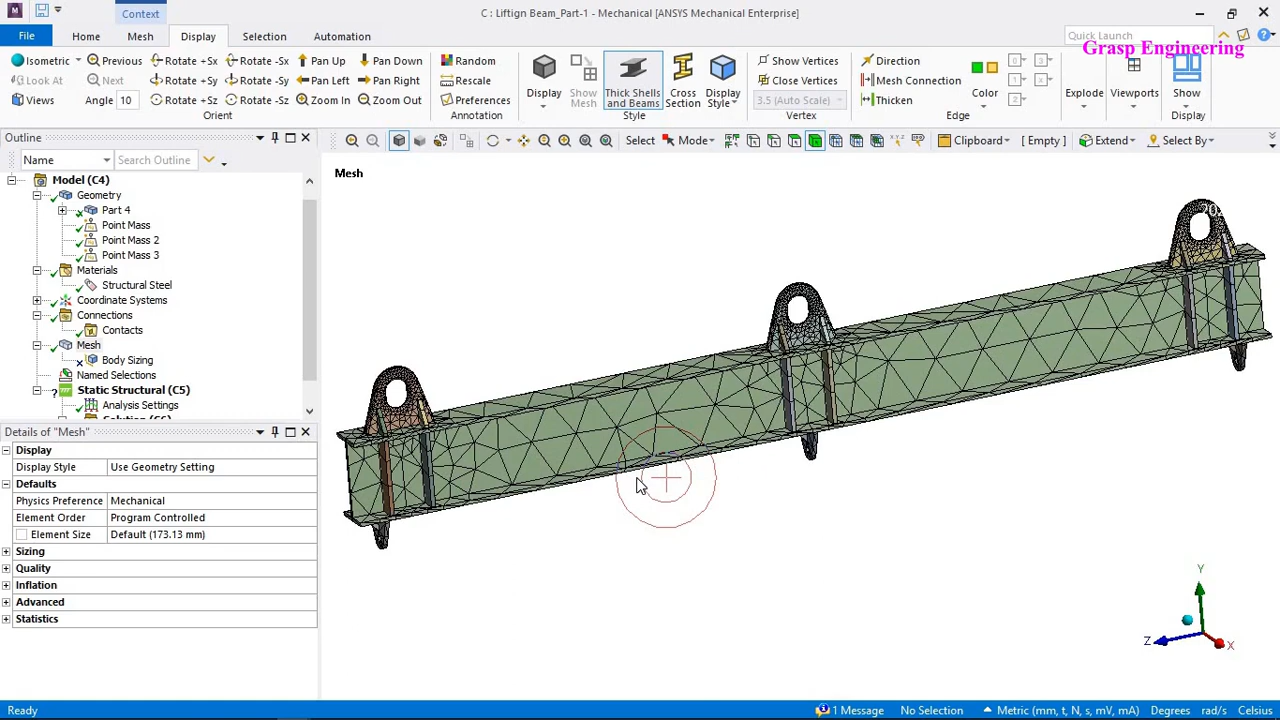 C : Liftign Beam_Part-1 - Mechanical [ANSYS Mechanical Enterprise]
Context
File Home Mesh Display Selection Automation
Quick Launch
Grasp Engineering
Isometric Previous Rotate +Sx Rotate -Sx Pan Up Pan Down Random Show Vertices Direction
Look At Next Rotate +Sy Rotate -Sy Pan Left Pan Right Rescale Close Vertices Mesh Connection
Views Angle 10 Rotate +Sz Rotate -Sz Zoom In Zoom Out Preferences 3.5 (Auto Scale) Thicken
Display Show Mesh Thick Shells and Beams Cross Section Display Style Color Explode Viewports Show
Orient Annotation Style Vertex Edge Display
Outline
Name Search Outline
Select Mode Clipboard [ Empty ] Extend Select By
Mesh
Model (C4)
Geometry
Part 4
Point Mass
Point Mass 2
Point Mass 3
Materials
Structural Steel
Coordinate Systems
Connections
Contacts
Mesh
Body Sizing
Named Selections
Static Structural (C5)
Analysis Settings
Solution (C6)
Details of "Mesh"
Display
Display Style Use Geometry Setting
Defaults
Physics Preference Mechanical
Element Order Program Controlled
Element Size Default (173.13 mm)
Sizing
Quality
Inflation
Advanced
Statistics
Y
Z
X
Ready 1 Message No Selection Metric (mm, t, N, s, mV, mA) Degrees rad/s Celsius